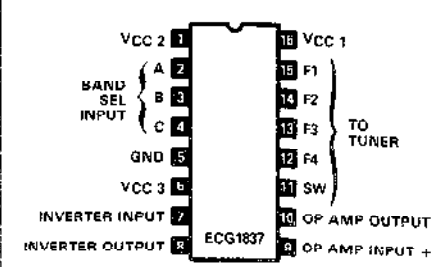 VCC 2 1 16 VCC 1
A 2 15 F1
BAND SEL INPUT
B 3 14 F2
C 4 13 F3
TO TUNER
GND 5 12 F4
VCC 3 6 11 SW
INVERTER INPUT 7 10 OP AMP OUTPUT
INVERTER OUTPUT 8 ECG1837 9 OP AMP INPUT +